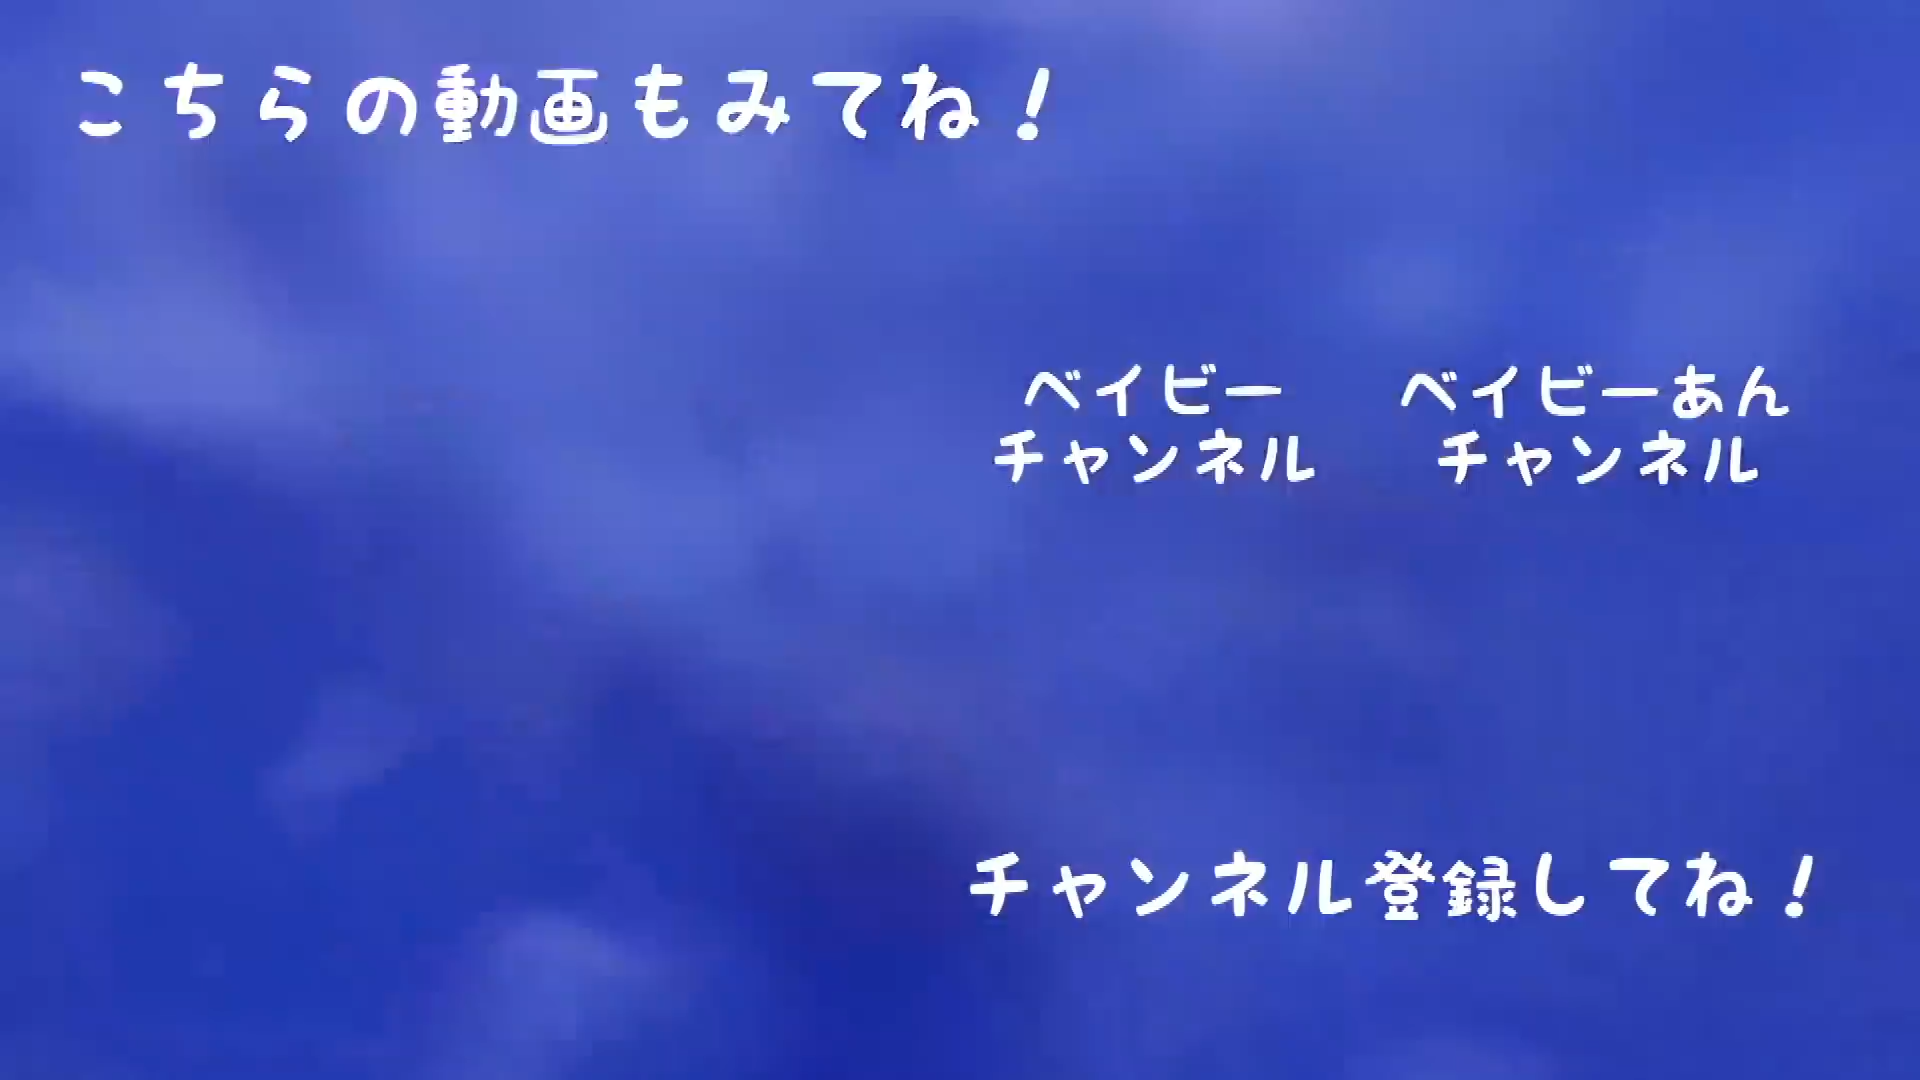 こちらの動画もみてね！
ベイビー
チャンネル
ベイビーあん
チャンネル
チャンネル登録してね！